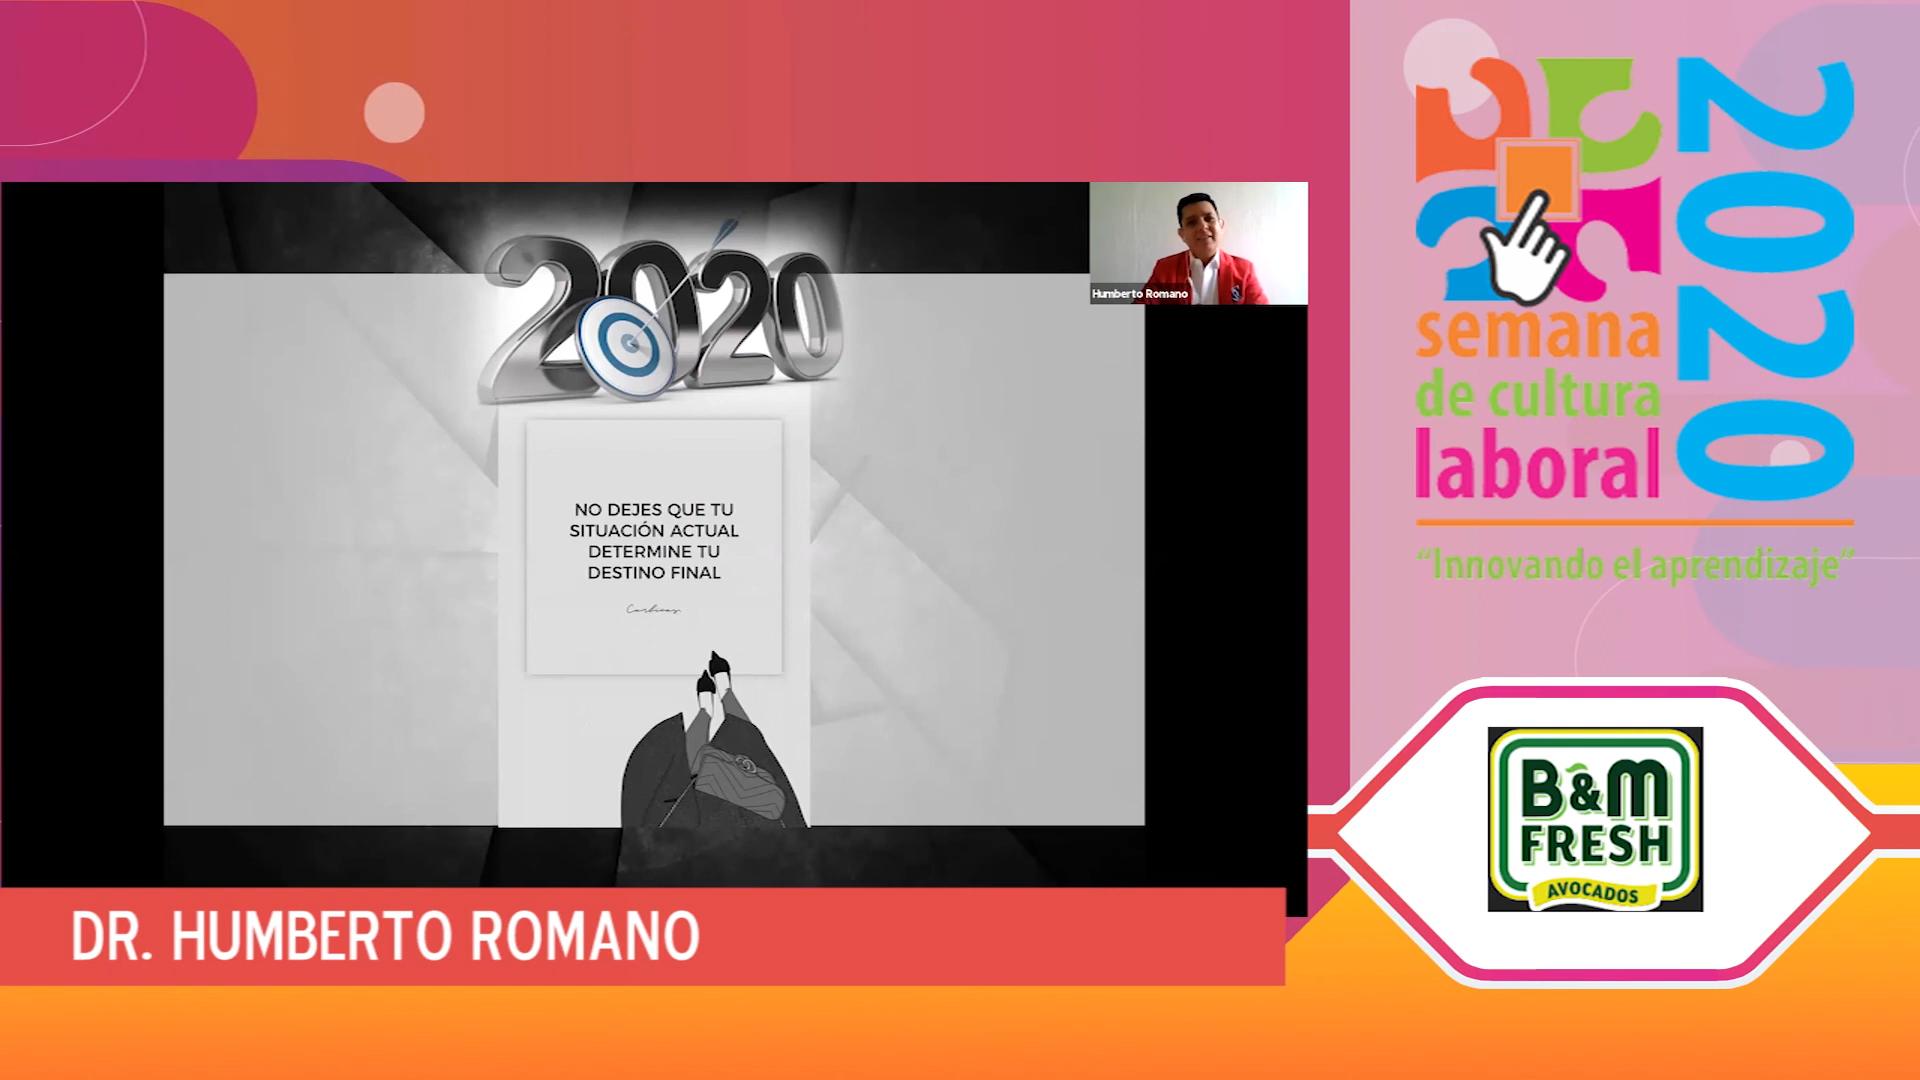 2020
Humberto Romano
NO DEJES QUE TU
SITUACIÓN ACTUAL
DETERMINE TU
DESTINO FINAL
DR. HUMBERTO ROMANO
semana
de cultura
laboral
2020
“Innovando el aprendizaje”
B&M
FRESH
AVOCADOS